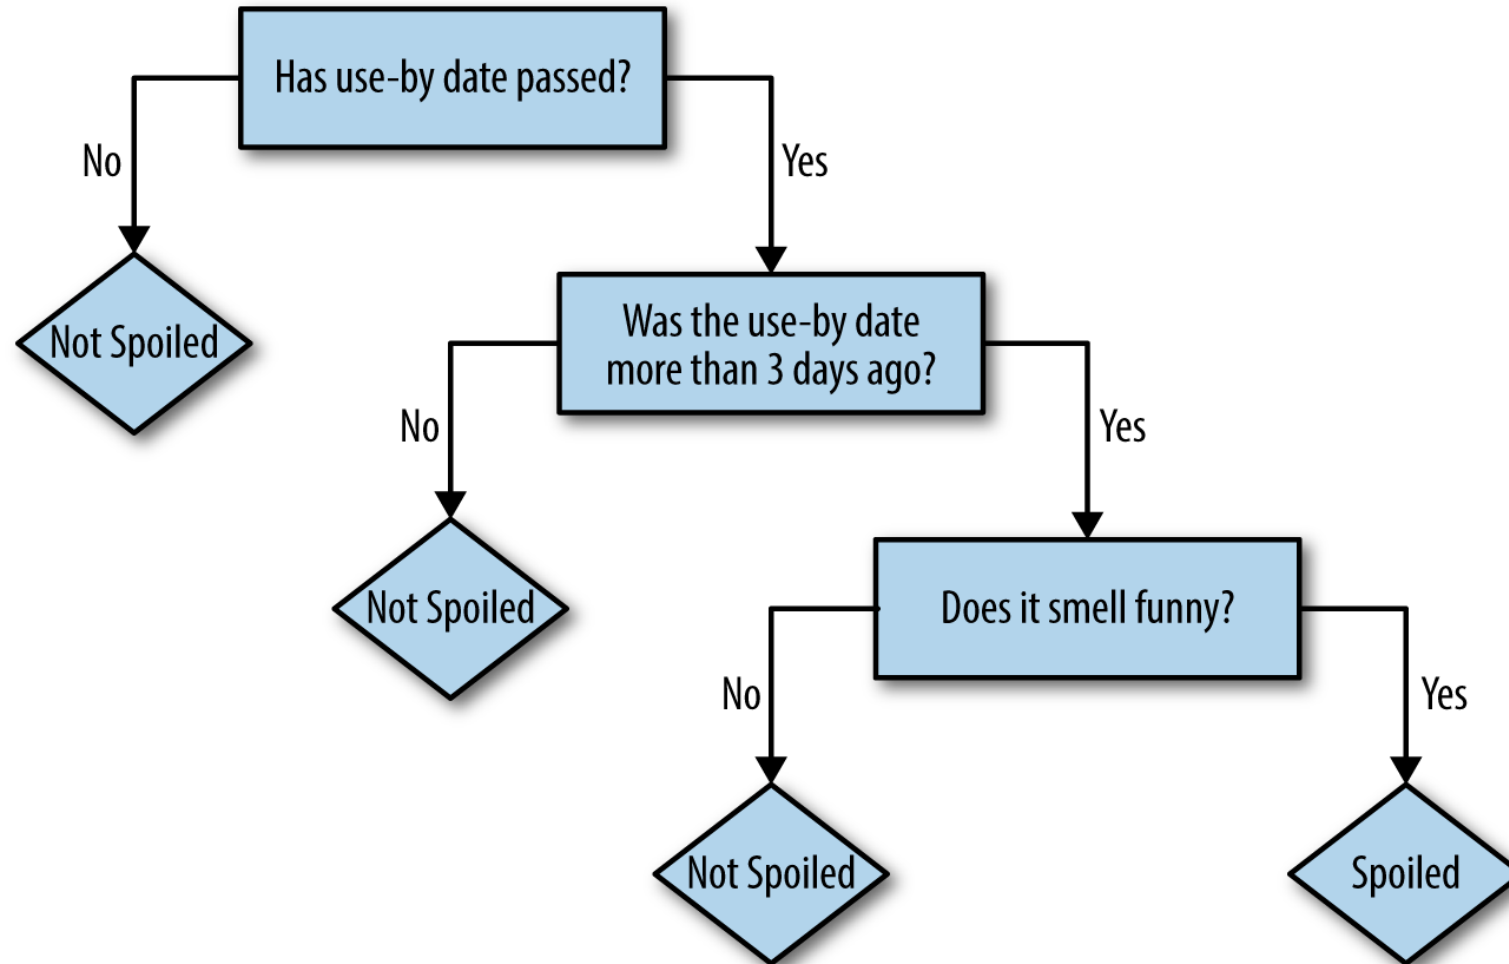 Has use-by date passed?
No
Yes
Not Spoiled
Was the use-by date
more than 3 days ago?
No
Yes
Not Spoiled
Does it smell funny?
No
Yes
Not Spoiled
Spoiled